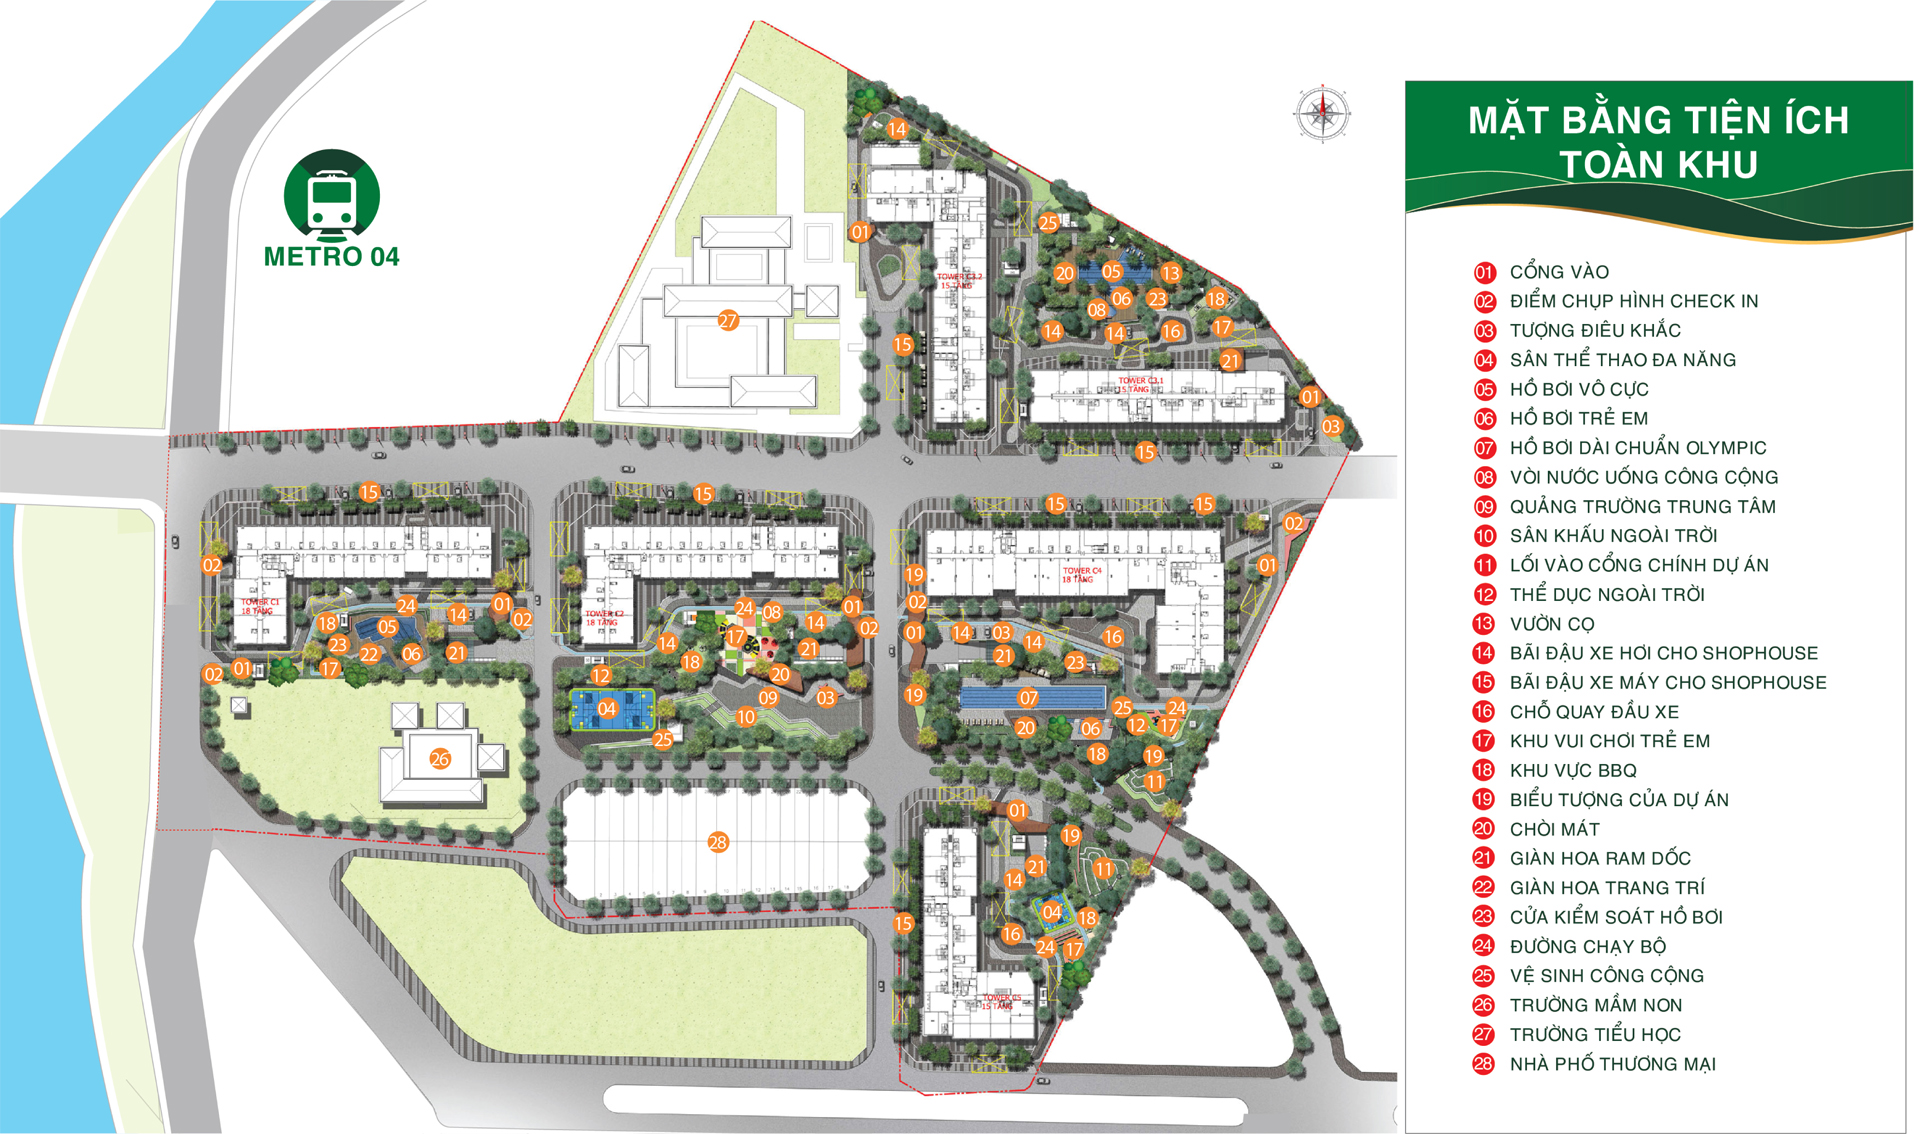 METRO 04
MẶT BẰNG TIỆN ÍCH
TOÀN KHU
01 CỔNG VÀO
02 ĐIỂM CHỤP HÌNH CHECK IN
03 TƯỢNG ĐIÊU KHẮC
04 SÂN THỂ THAO ĐA NĂNG
05 HỒ BƠI VÔ CỰC
06 HỒ BƠI TRẺ EM
07 HỒ BƠI DÀI CHUẨN OLYMPIC
08 VÒI NƯỚC UỐNG CÔNG CỘNG
09 QUẢNG TRƯỜNG TRUNG TÂM
10 SÂN KHẤU NGOÀI TRỜI
11 LỐI VÀO CỔNG CHÍNH DỰ ÁN
12 THỂ DỤC NGOÀI TRỜI
13 VƯỜN CỌ
14 BÃI ĐẬU XE HƠI CHO SHOPHOUSE
15 BÃI ĐẬU XE MÁY CHO SHOPHOUSE
16 CHỖ QUAY ĐẦU XE
17 KHU VUI CHƠI TRẺ EM
18 KHU VỰC BBQ
19 BIỂU TƯỢNG CỦA DỰ ÁN
20 CHÒI MÁT
21 GIÀN HOA RAM DỐC
22 GIÀN HOA TRANG TRÍ
23 CỬA KIỂM SOÁT HỒ BƠI
24 ĐƯỜNG CHẠY BỘ
25 VỆ SINH CÔNG CỘNG
26 TRƯỜNG MẦM NON
27 TRƯỜNG TIỂU HỌC
28 NHÀ PHỐ THƯƠNG MẠI
14
01
25
20 05 13
06 23 18
08
14 14 16 17
27
15
21
TOWER C3.2
15 TẦNG
TOWER C3.1
15 TẦNG
01
03
15
15
15
15
15
02
01
02
19
02
TOWER C1
18 TẦNG
TOWER C2
18 TẦNG
TOWER C4
18 TẦNG
24
01
14
02
18
05
23
22
06
21
17
02
01
24
08
01
14
02
14
17
18
21
12
20
09
03
04
10
25
01
14
03
14
16
21
23
19
07
25
24
20
06
12
17
18
19
11
26
28
01
19
21
11
14
04
18
15
16
24
17
TOWER C5
15 TẦNG